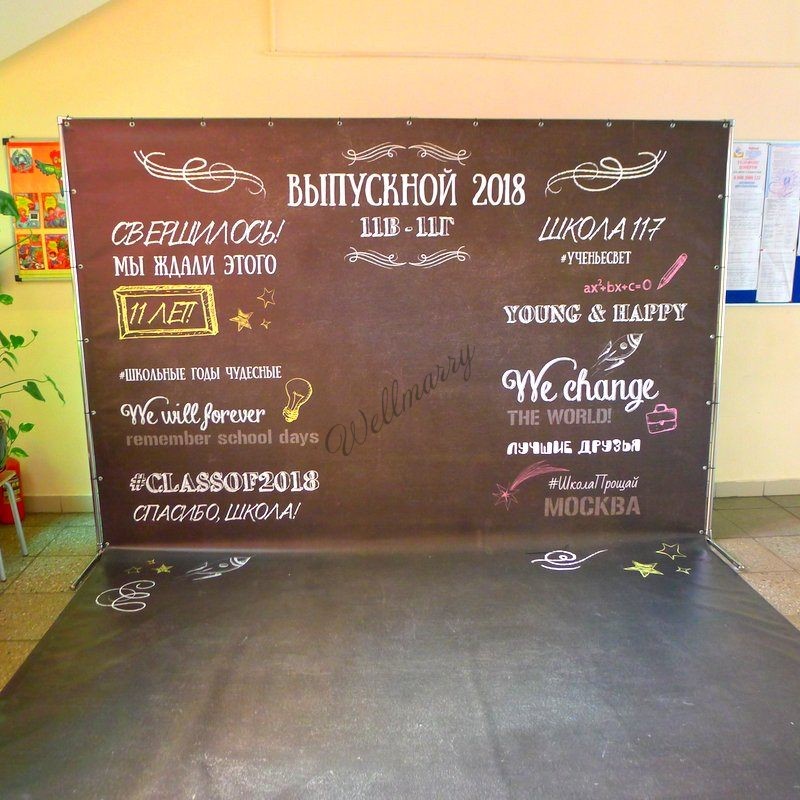 ВЫПУСКНОЙ 2018
11В - 11Г
СВЕРШИЛОСЬ!
МЫ ЖДАЛИ ЭТОГО
11 ЛЕТ!
#ШКОЛЬНЫЕ ГОДЫ ЧУДЕСНЫЕ
We will forever
remember school days
#CLASSOF2018
СПАСИБО, ШКОЛА!
ШКОЛА 117
#УЧЕНЬЕСВЕТ
ax²+bx+c=0
YOUNG & HAPPY
We change
THE WORLD!
ЛУЧШИЕ ДРУЗЬЯ
#ШколаПрощай
МОСКВА
Wellmarry